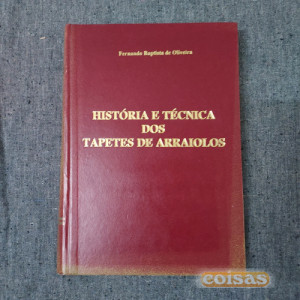 Fernando Baptista de Oliveira
HISTÓRIA E TÉCNICA
DOS
TAPETES DE ARRAIOLOS
coisas